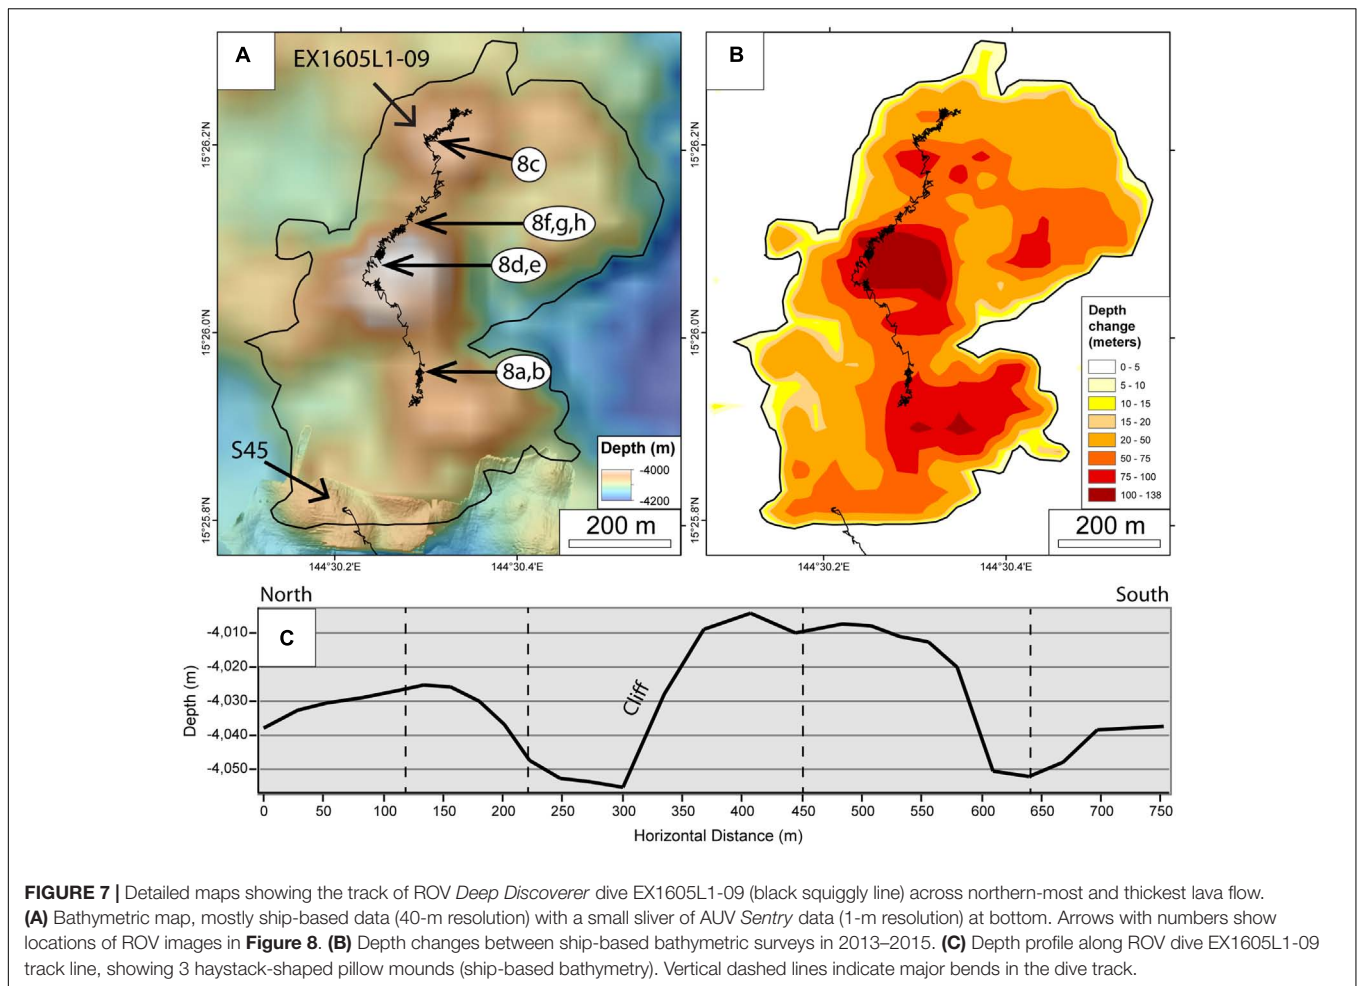 A
EX1605L1-09
8c
8f,g,h
8d,e
8a,b
S45
15°26.2'N
15°26.0'N
15°25.8'N
Depth (m)
-4000
-4200
200 m
144°30.2'E
144°30.4'E
B
15°26.2'N
15°26.0'N
15°25.8'N
Depth
change
(meters)
0 - 5
5 - 10
10 - 15
15 - 20
20 - 50
50 - 75
75 - 100
100 - 138
200 m
144°30.2'E
144°30.4'E
North
South
C
Cliff
Depth (m)
-4,010
-4,020
-4,030
-4,040
-4,050
0 50 100 150 200 250 300 350 400 450 500 550 600 650 700 750
Horizontal Distance (m)
FIGURE 7 | Detailed maps showing the track of ROV Deep Discoverer dive EX1605L1-09 (black squiggly line) across northern-most and thickest lava flow.
(A) Bathymetric map, mostly ship-based data (40-m resolution) with a small sliver of AUV Sentry data (1-m resolution) at bottom. Arrows with numbers show
locations of ROV images in Figure 8. (B) Depth changes between ship-based bathymetric surveys in 2013–2015. (C) Depth profile along ROV dive EX1605L1-09
track line, showing 3 haystack-shaped pillow mounds (ship-based bathymetry). Vertical dashed lines indicate major bends in the dive track.